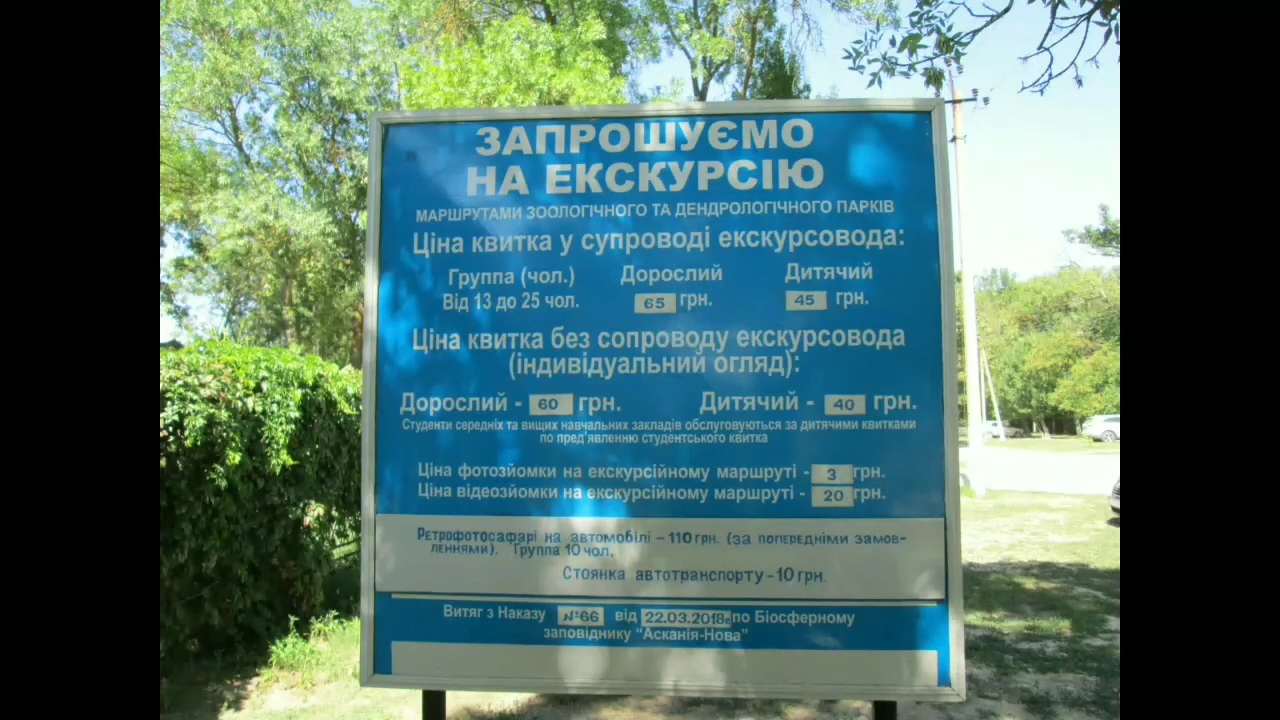 ЗАПРОШУЄМО
НА ЕКСКУРСІЮ
МАРШРУТАМИ ЗООЛОГІЧНОГО ТА ДЕНДРОЛОГІЧНОГО ПАРКІВ
Ціна квитка у супроводі екскурсовода:
Группа (чол.) Дорослий Дитячий
Від 13 до 25 чол. 65 грн. 45 грн.
Ціна квитка без сопроводу екскурсовода
(індивідуальний огляд):
Дорослий - 60 грн. Дитячий - 40 грн.
Студенти середніх та вищих навчальних закладів обслуговуються за дитячими квитками
по пред'явленню студентського квитка
Ціна фотозйомки на екскурсійному маршруті - 3 грн.
Ціна відеозйомки на екскурсійному маршруті - 20 грн.
Ретрофотосафарі на автомобілі – 110 грн. (за попередніми замов-
леннями). Группа 10 чол.
Стоянка автотранспорту – 10 грн.
Витяг з Наказу №66 від 22.03.2018г по Біосферному
заповіднику "Асканія-Нова"